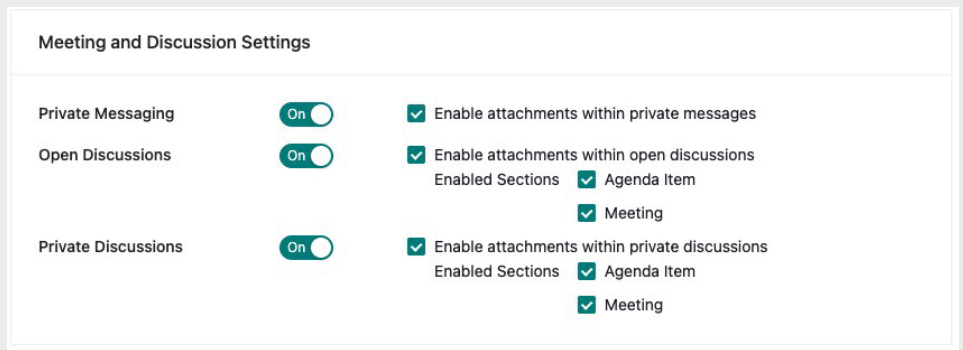 Meeting and Discussion Settings
Private Messaging On Enable attachments within private messages
Open Discussions On Enable attachments within open discussions
Enabled Sections Agenda Item
Meeting
Private Discussions On Enable attachments within private discussions
Enabled Sections Agenda Item
Meeting